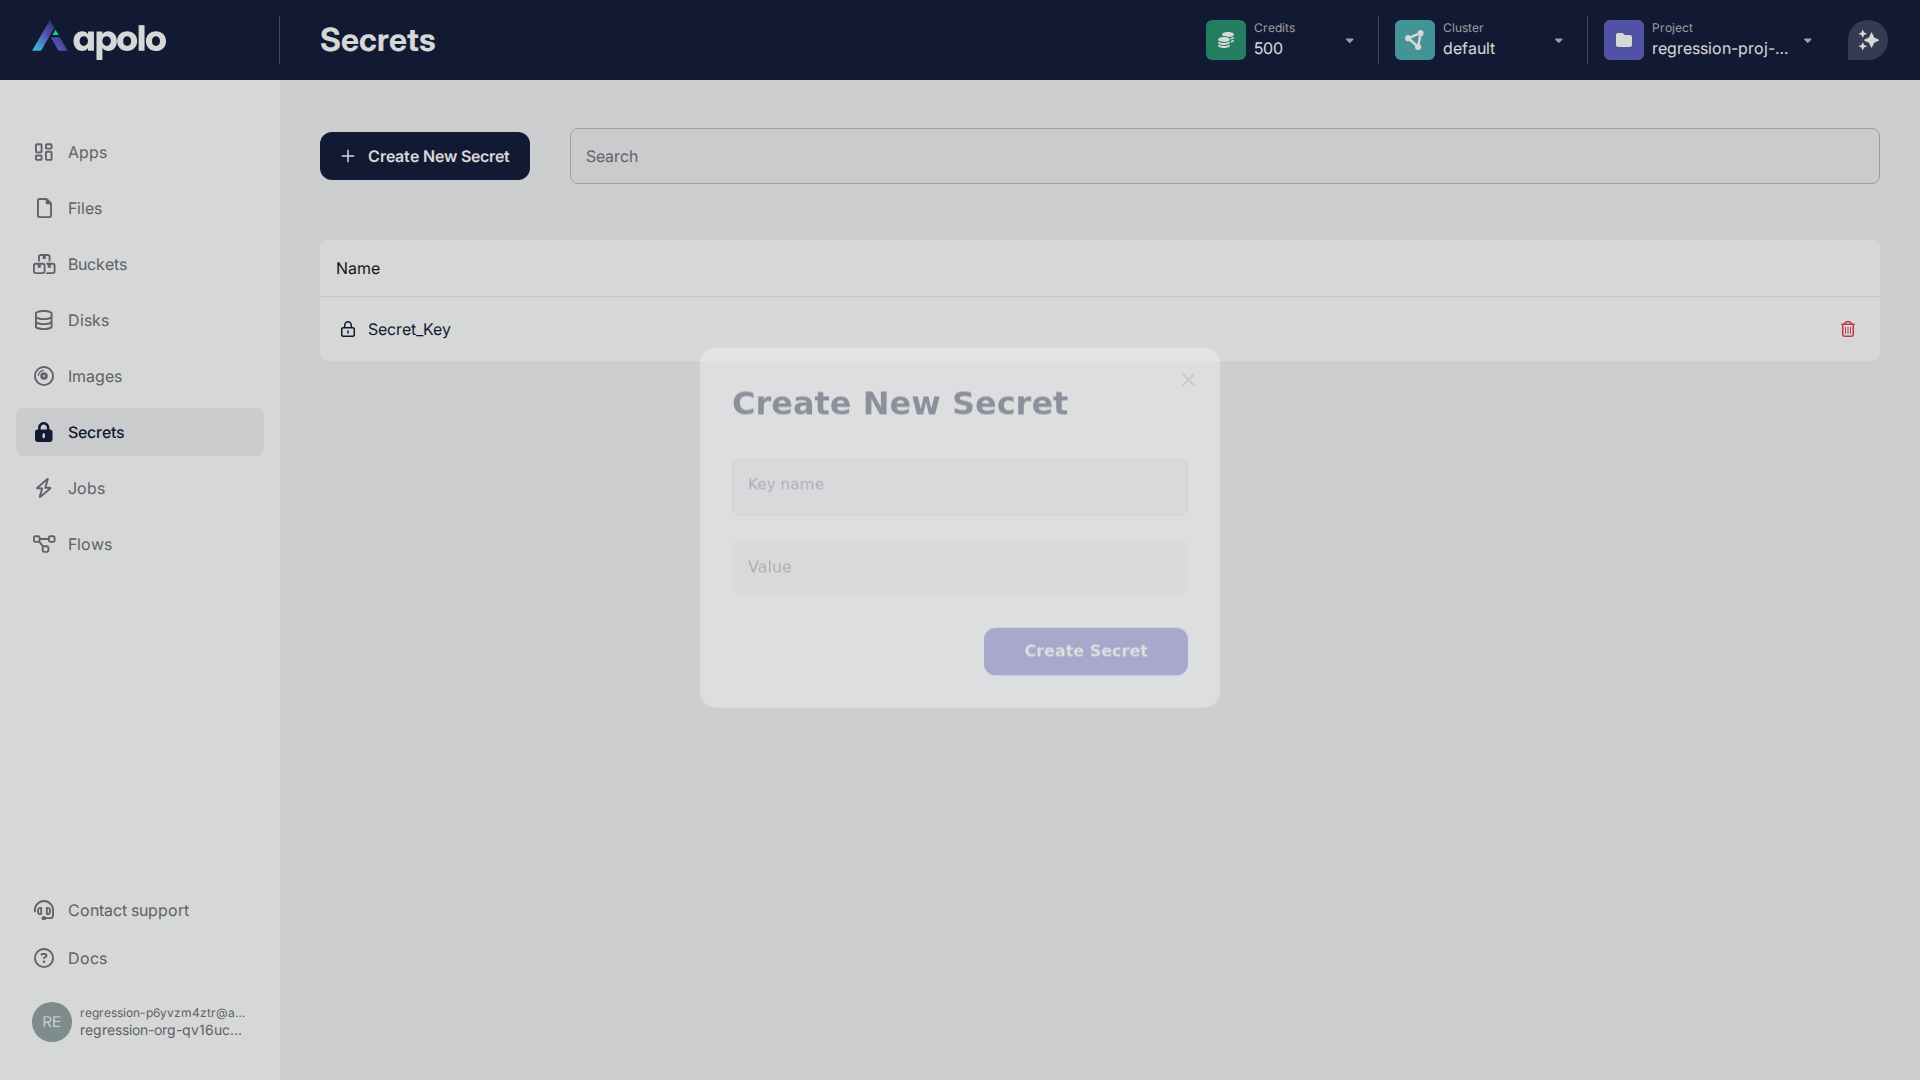 apolo
Secrets
Credits
500
Cluster
default
Project
regression-proj-...
Apps
Files
Buckets
Disks
Images
Secrets
Jobs
Flows
Contact support
Docs
RE
regression-p6yvzm4ztr@a...
regression-org-qv16uc...
Create New Secret
Search
Name
Secret_Key
Create New Secret
Key name
Value
Create Secret